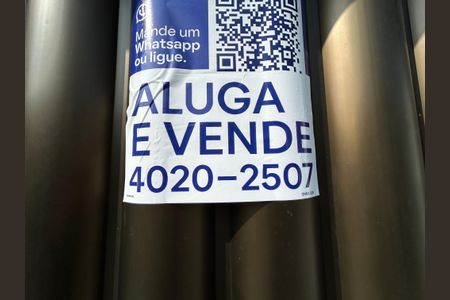 Mande um
Whatsapp
ou ligue.
ALUGA
E VENDE
4020-2507